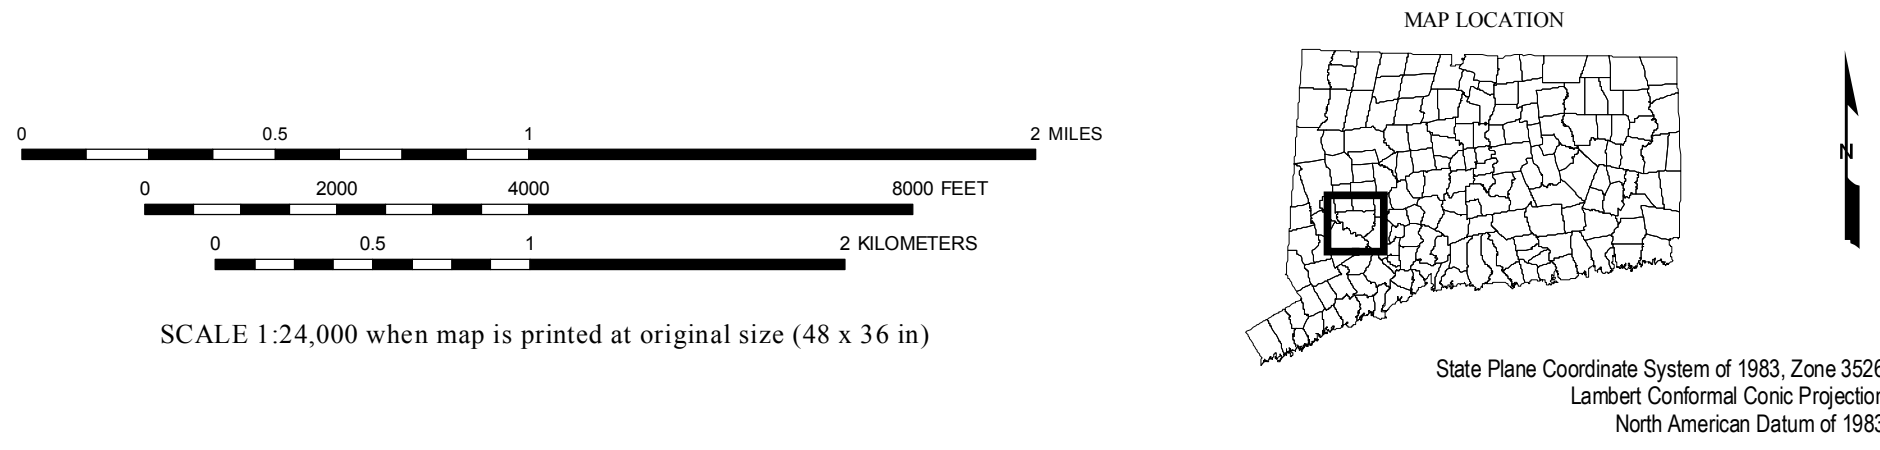 MAP LOCATION
0 0.5 1 2 MILES
0 2000 4000 8000 FEET
0 0.5 1 2 KILOMETERS
SCALE 1:24,000 when map is printed at original size (48 x 36 in)
N
State Plane Coordinate System of 1983, Zone 3526
Lambert Conformal Conic Projection
North American Datum of 1983